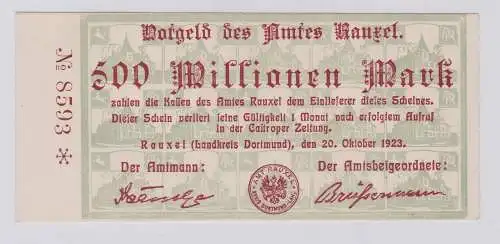 Notgeld des Amtes Rauxel.
500 Millionen Mark
zahlen die Kassen des Amtes Rauxel dem Einlieferer dieses Scheines.
Dieser Schein verliert seine Gültigkeit 1 Monat nach erfolgtem Aufruf
in der Castroper Zeitung.
Rauxel (Landkreis Dortmund), den 20. Oktober 1923.
Der Amtmann:
Der Amtsbeigeordnete:
AMT RAUXEL
№ 8593 *